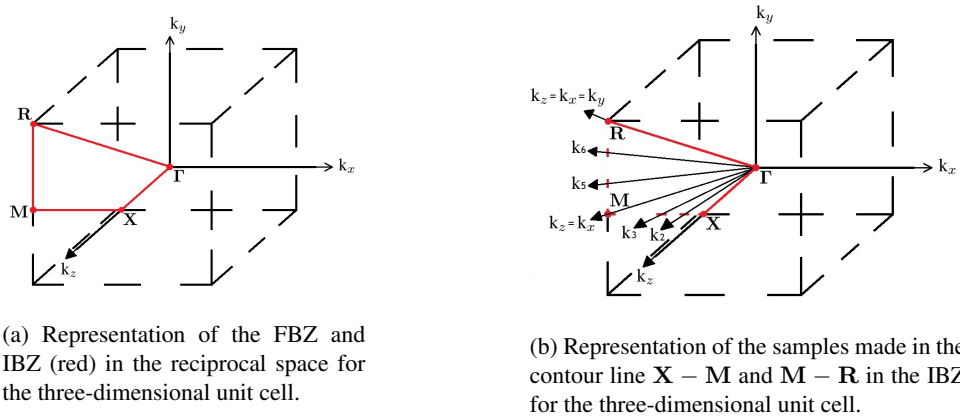 k_y
R
Γ
k_x
M
X
k_z
(a) Representation of the FBZ and
IBZ (red) in the reciprocal space for
the three-dimensional unit cell.
k_y
k_z = k_x = k_y
R
k_6
Γ
k_x
k_5
M
k_z = k_x
k_3
k_2
X
k_z
(b) Representation of the samples made in the
contour line X − M and M − R in the IBZ
for the three-dimensional unit cell.